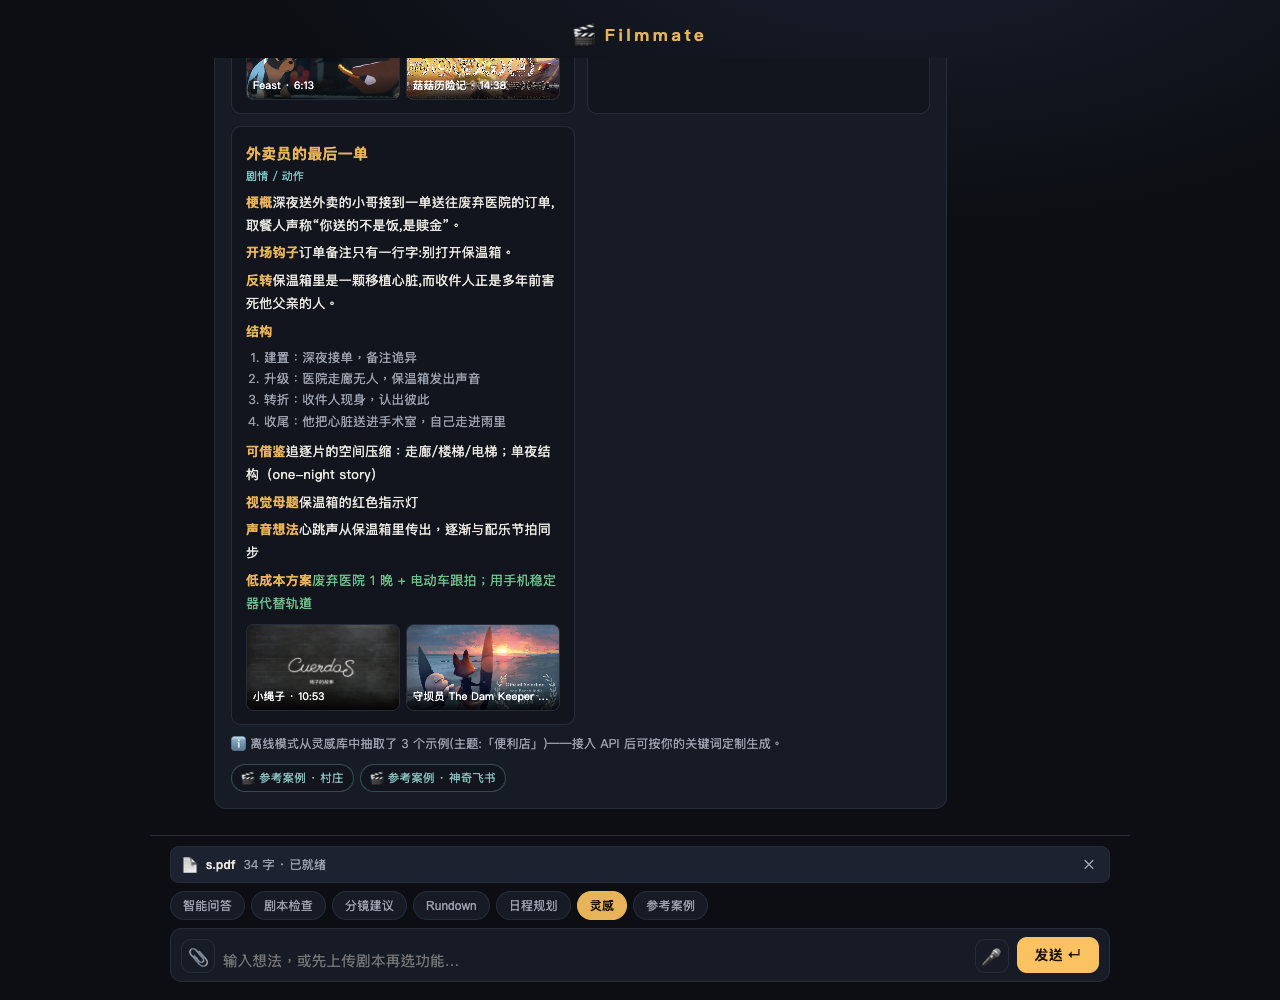 🎬 Filmmate
Feast · 6:13
菇菇历险记 · 14:38
外卖员的最后一单
剧情 / 动作
梗概深夜送外卖的小哥接到一单送往废弃医院的订单,
取餐人声称“你送的不是饭,是赎金”。
开场钩子订单备注只有一行字:别打开保温箱。
反转保温箱里是一颗移植心脏,而收件人正是多年前害
死他父亲的人。
结构
1. 建置：深夜接单，备注诡异
2. 升级：医院走廊无人，保温箱发出声音
3. 转折：收件人现身，认出彼此
4. 收尾：他把心脏送进手术室，自己走进雨里
可借鉴追逐片的空间压缩：走廊/楼梯/电梯；单夜结
构（one-night story）
视觉母题保温箱的红色指示灯
声音想法心跳声从保温箱里传出，逐渐与配乐节拍同
步
低成本方案废弃医院 1 晚 + 电动车跟拍；用手机稳定
器代替轨道
CuerdaS
小绳子 · 10:53
守坝员 The Dam Keeper ...
ℹ️ 离线模式从灵感库中抽取了 3 个示例(主题:「便利店」)——接入 API 后可按你的关键词定制生成。
🎬 参考案例 · 村庄
🎬 参考案例 · 神奇飞书
s.pdf 34 字 · 已就绪
智能问答 剧本检查 分镜建议 Rundown 日程规划 灵感 参考案例
输入想法，或先上传剧本再选功能...
发送 ↵